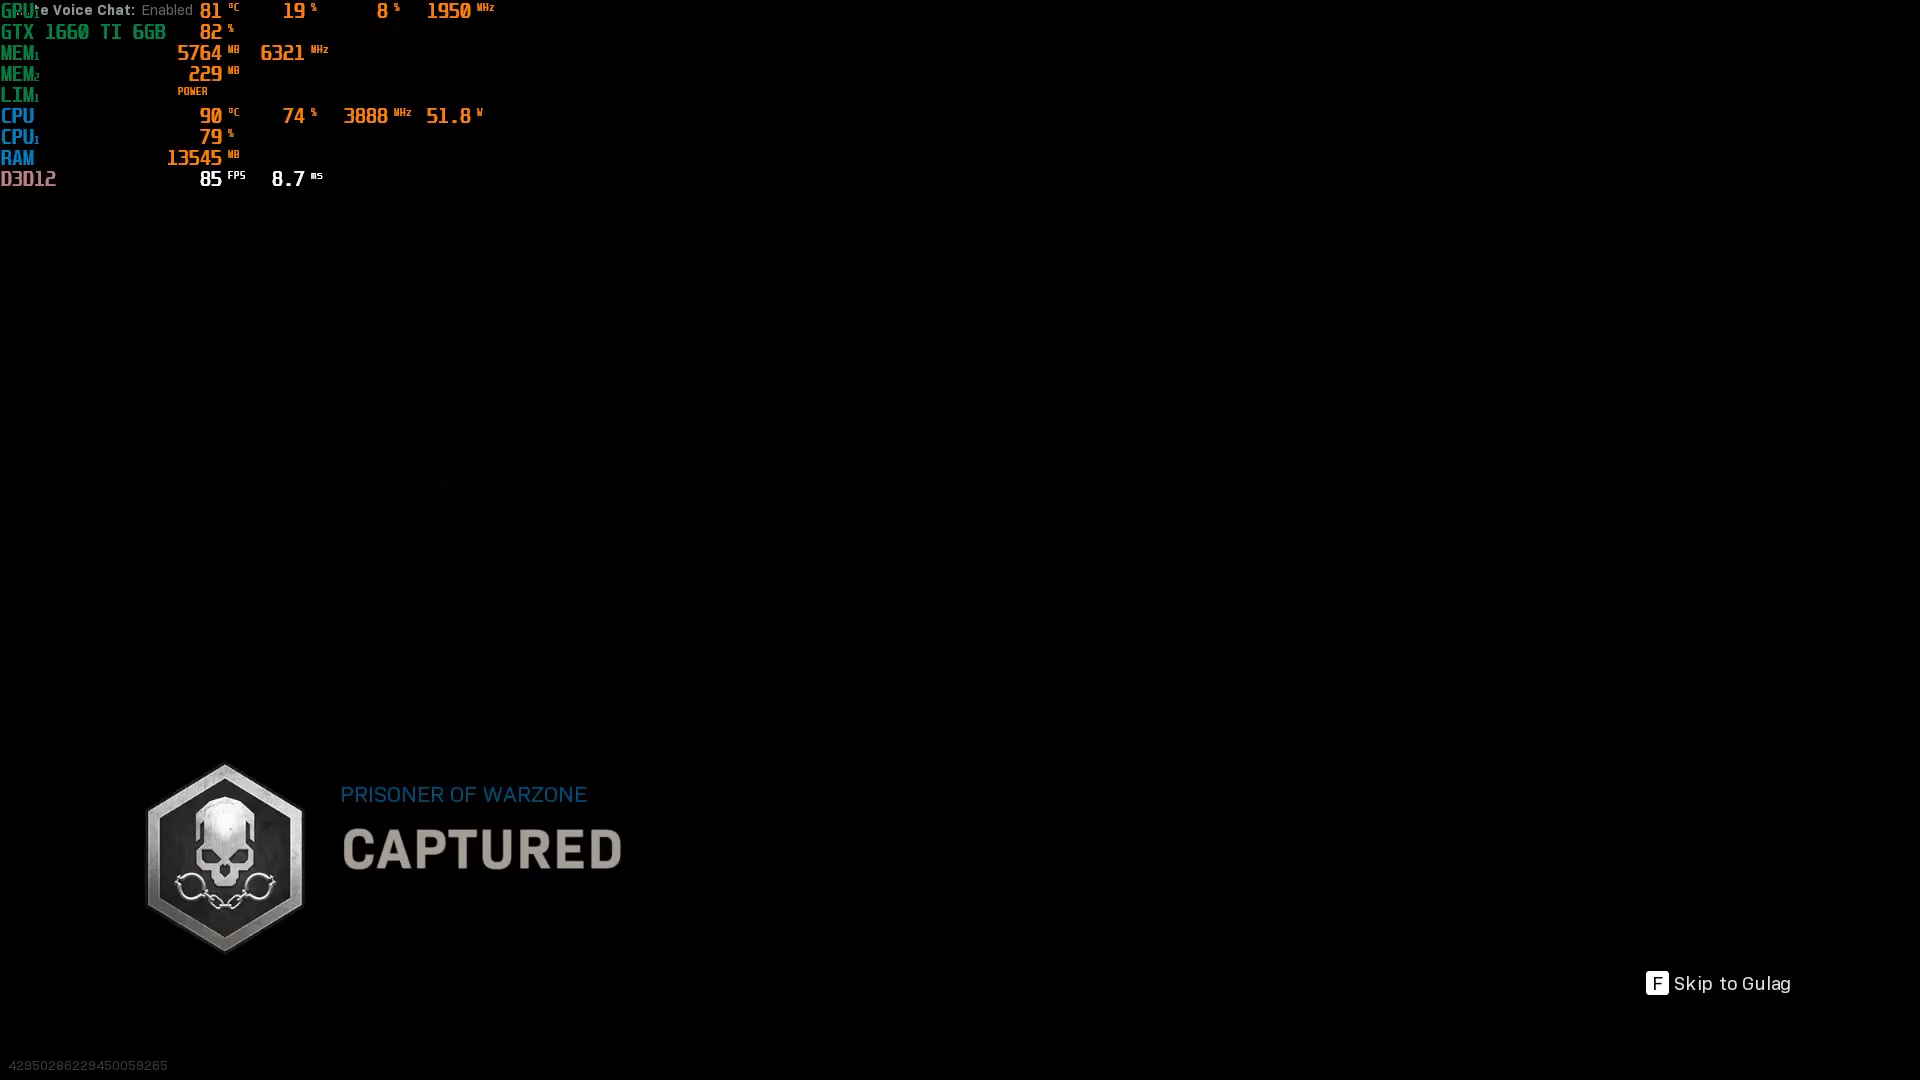 GPU1 81 °C 19 % 8 % 1950 MHz
te Voice Chat: Enabled
GTX 1660 TI 6GB 82 %
MEM1 5764 MB 6321 MHz
MEM2 229 MB
LIM1 POWER
CPU 90 °C 74 % 3888 MHz 51.8 W
CPU1 79 %
RAM 13545 MB
D3D12 85 FPS 8.7 ms
PRISONER OF WARZONE
CAPTURED
F Skip to Gulag
42950286229450059265